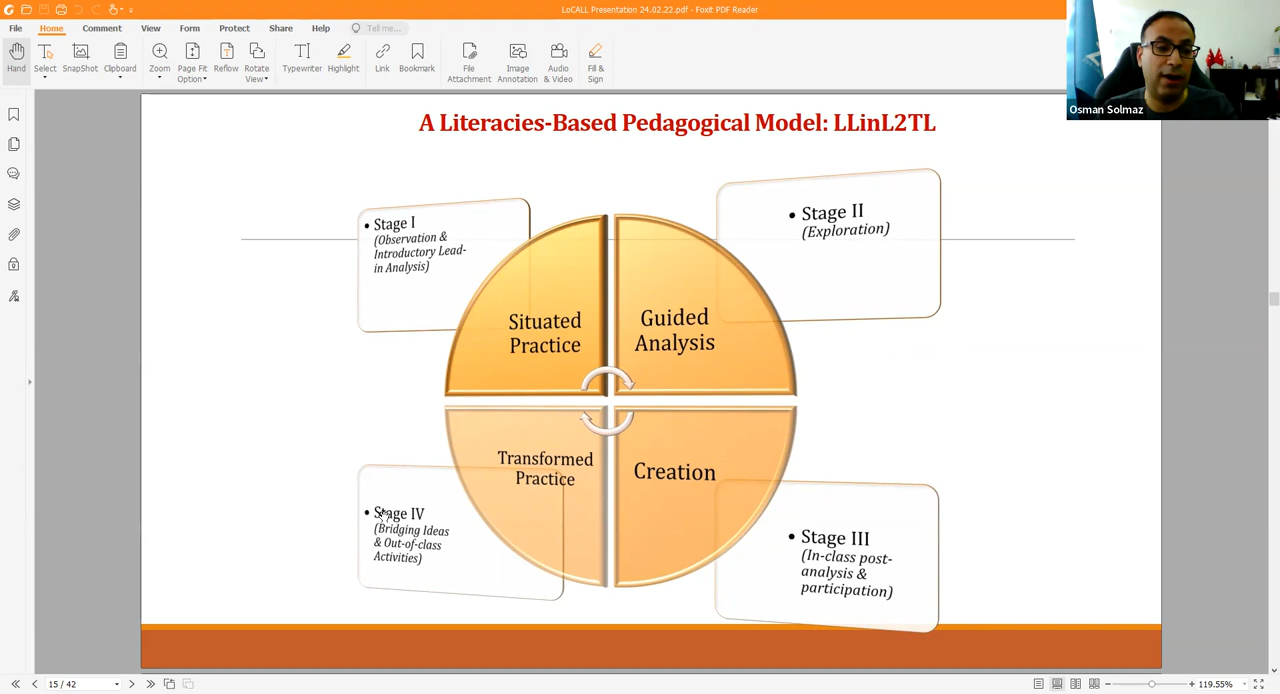 LoCALL Presentation 24.02.22.pdf - Foxit PDF Reader
File Home Comment View Form Protect Share Help Tell me...
Hand Select SnapShot Clipboard Zoom Page Fit Option Reflow Rotate View Typewriter Highlight Link Bookmark File Attachment Image Annotation Audio & Video Fill & Sign
Osman Solmaz
A Literacies-Based Pedagogical Model: LLinL2TL
• Stage I
(Observation &
Introductory Lead-
in Analysis)
• Stage II
(Exploration)
Situated
Practice
Guided
Analysis
Transformed
Practice
Creation
• Stage IV
(Bridging Ideas
& Out-of-class
Activities)
• Stage III
(In-class post-
analysis &
participation)
15 / 42
119.55%